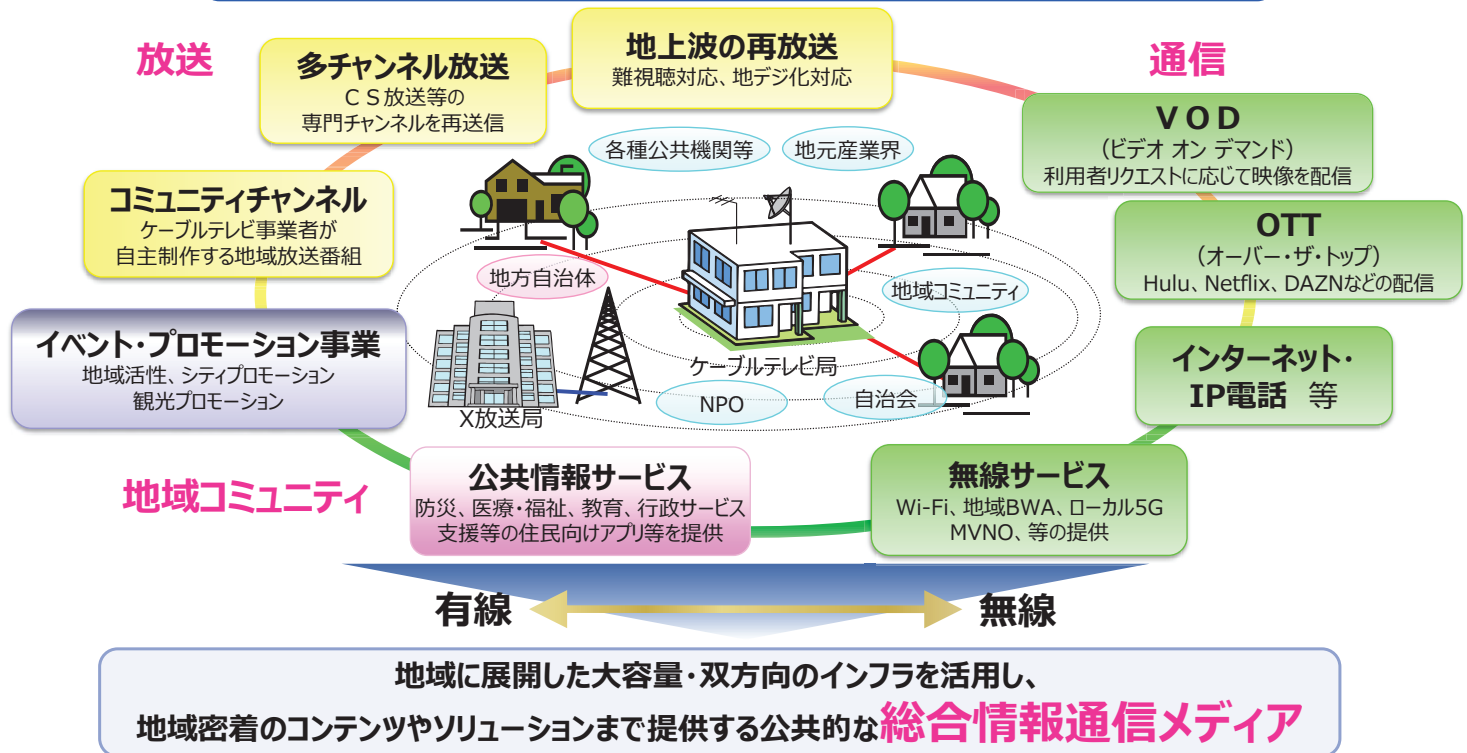 放送
通信
地上波の再放送
難視聴対応、地デジ化対応
多チャンネル放送
ＣＳ放送等の
専門チャンネルを再送信
コミュニティチャンネル
ケーブルテレビ事業者が
自主制作する地域放送番組
イベント・プロモーション事業
地域活性、シティプロモーション
観光プロモーション
ＶＯＤ
（ビデオ オン デマンド）
利用者リクエストに応じて映像を配信
OTT
（オーバー・ザ・トップ）
Hulu、Netflix、DAZNなどの配信
インターネット・
IP電話 等
無線サービス
Wi-Fi、地域BWA、ローカル5G
MVNO、等の提供
公共情報サービス
防災、医療・福祉、教育、行政サービス
支援等の住民向けアプリ等を提供
地域コミュニティ
各種公共機関等
地元産業界
地方自治体
地域コミュニティ
ケーブルテレビ局
X放送局
NPO
自治会
有線
無線
地域に展開した大容量・双方向のインフラを活用し、
地域密着のコンテンツやソリューションまで提供する公共的な総合情報通信メディア